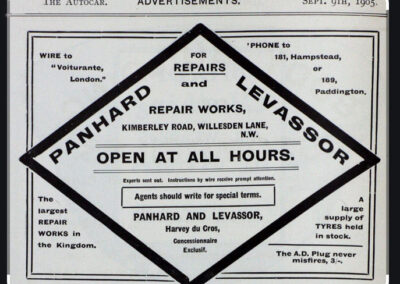 THE AUTOCAR. ADVERTISEMENTS. SEPT. 9TH, 1905.
WIRE to
"Voiturante,
London."
FOR
REPAIRS
and
'PHONE to
181, Hampstead,
or
189,
Paddington.
PANHARD
LEVASSOR
REPAIR WORKS,
KIMBERLEY ROAD, WILLESDEN LANE,
N.W.
OPEN AT ALL HOURS.
Experts sent out. Instructions by wire receive prompt attention.
Agents should write for special terms.
PANHARD AND LEVASSOR,
Harvey du Cros,
Concessionnaire
Exclusif.
The
largest
REPAIR
WORKS in
the Kingdom.
A
large
supply of
TYRES held
in stock.
The A.D. Plug never
misfires, 3/-.